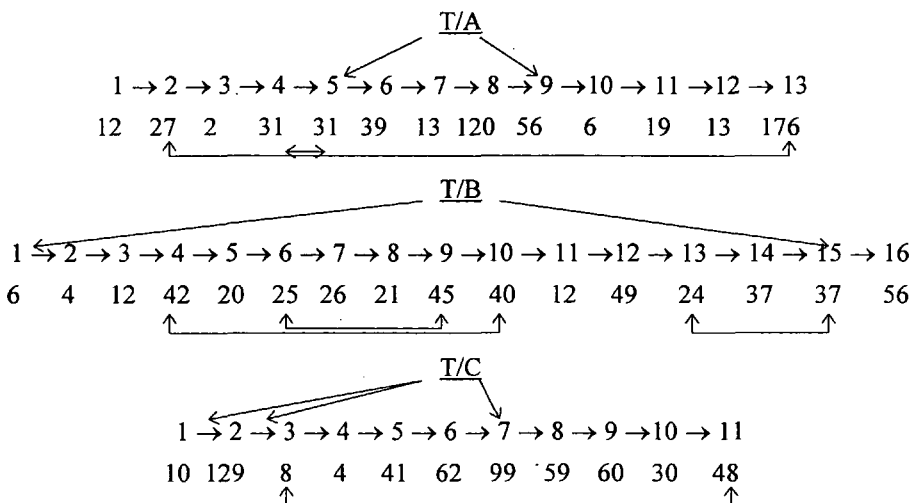 T/A
1 → 2 → 3 → 4 → 5 → 6 → 7 → 8 → 9 → 10 → 11 → 12 → 13
12 27 2 31 31 39 13 120 56 6 19 13 176
T/B
1 → 2 → 3 → 4 → 5 → 6 → 7 → 8 → 9 → 10 → 11 → 12 → 13 → 14 → 15 → 16
6 4 12 42 20 25 26 21 45 40 12 49 24 37 37 56
T/C
1 → 2 → 3 → 4 → 5 → 6 → 7 → 8 → 9 → 10 → 11
10 129 8 4 41 62 99 59 60 30 48